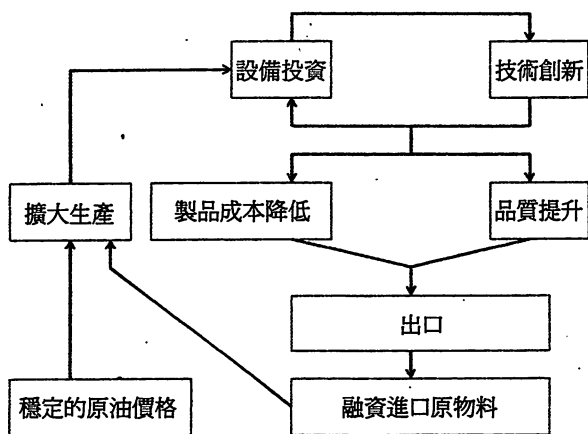 設備投資
技術創新
擴大生產
製品成本降低
品質提升
出口
穩定的原油價格
融資進口原物料